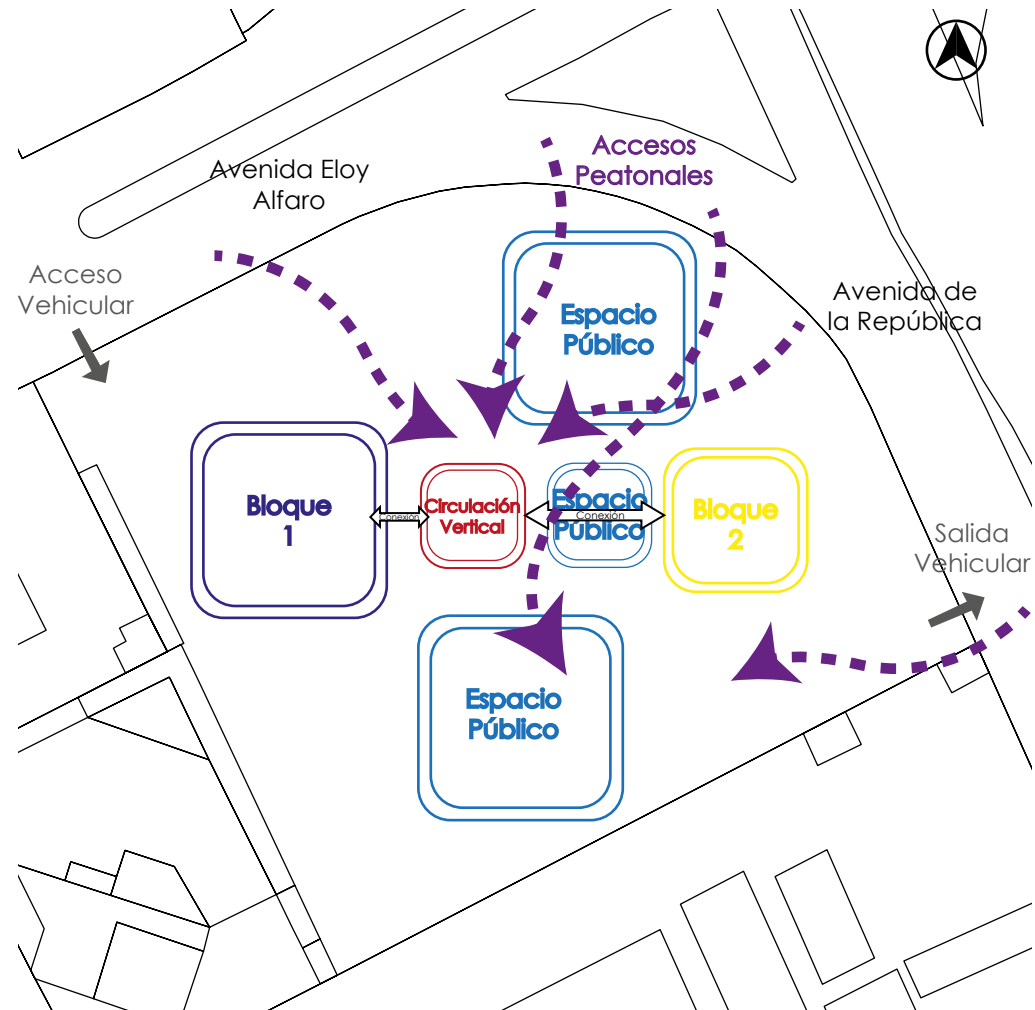 Accesos
Peatonales
Avenida Eloy
Alfaro
Acceso
Vehicular
Avenida de
la República
Espacio
Público
Bloque
1
Conexión
Circulación
Vertical
Espacio
Conexión
Público
Bloque
2
Salida
Vehicular
Espacio
Público